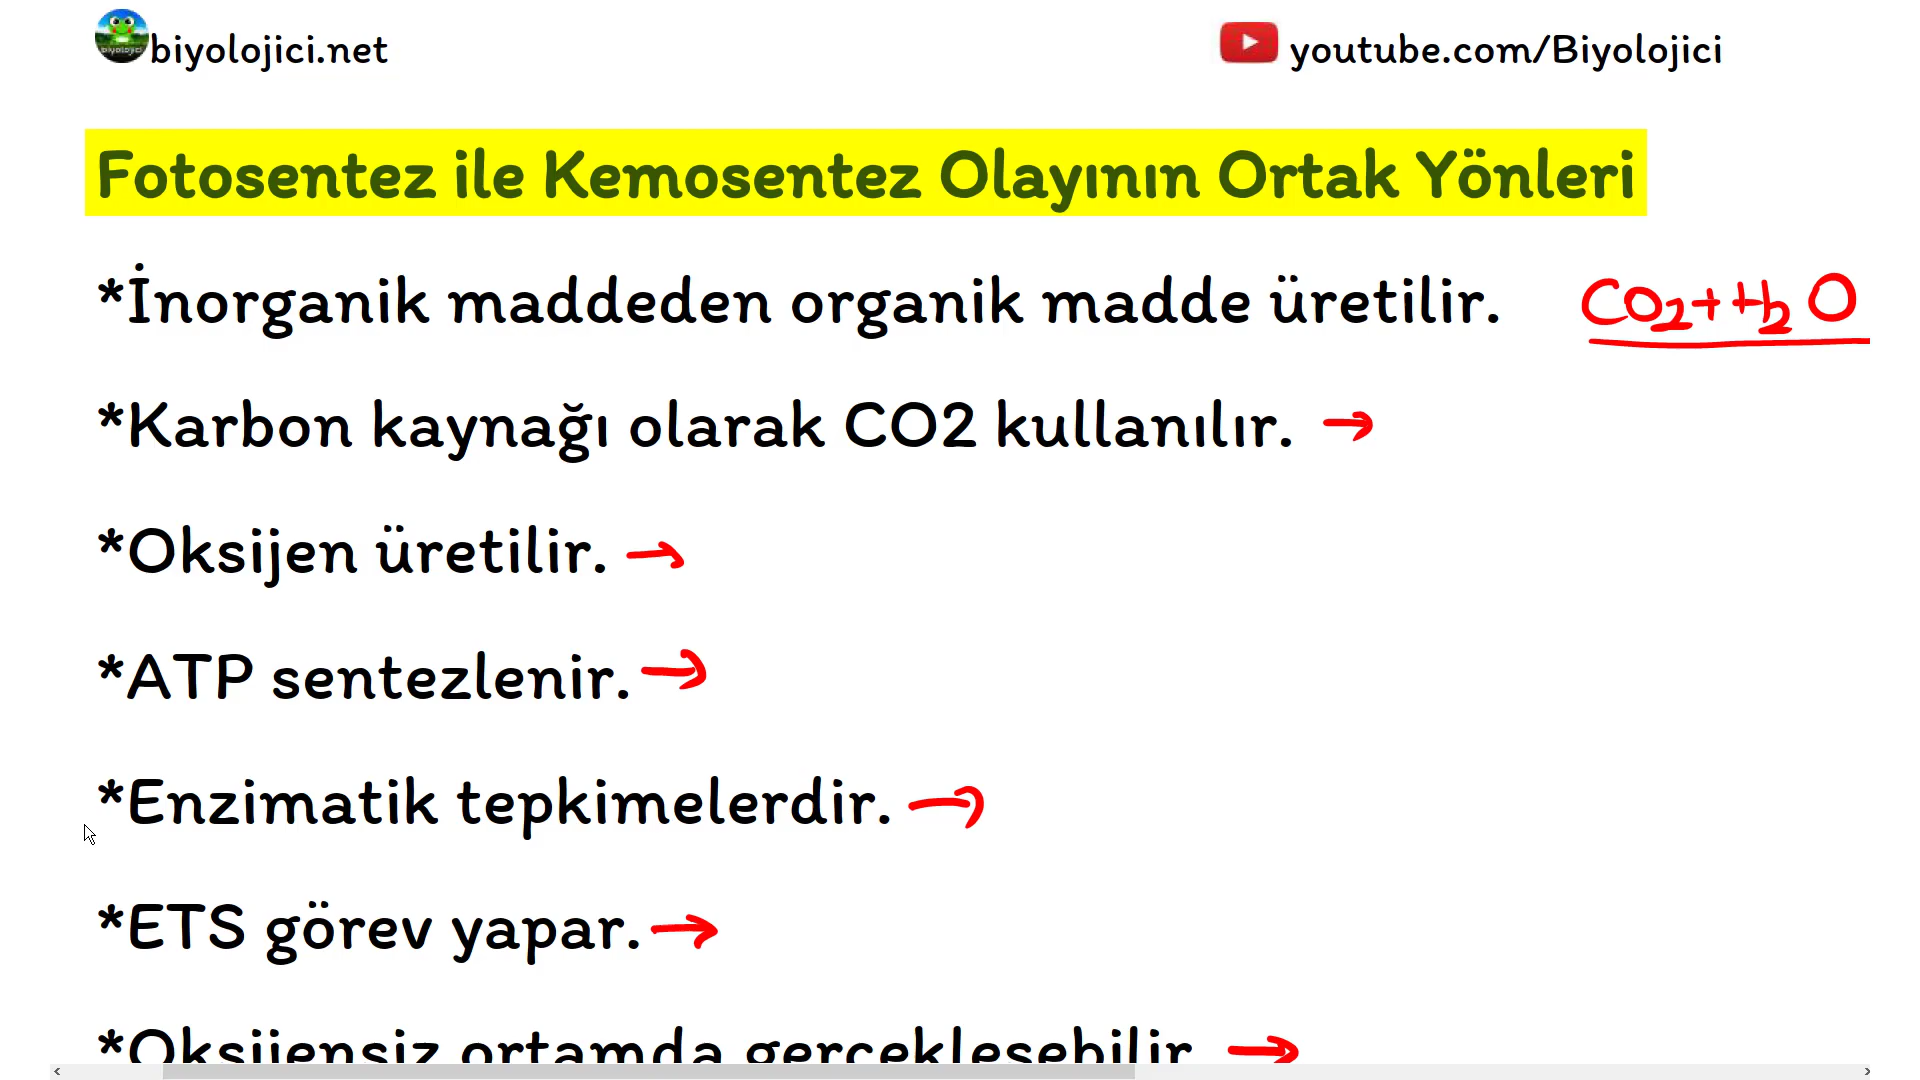 biyolojici.net
youtube.com/Biyolojici
Fotosentez ile Kemosentez Olayının Ortak Yönleri
*İnorganik maddeden organik madde üretilir. CO2+H2O
*Karbon kaynağı olarak CO2 kullanılır. →
*Oksijen üretilir. →
*ATP sentezlenir. →
*Enzimatik tepkimelerdir. →
*ETS görev yapar. →
*Oksijensiz ortamda gerçekleşebilir →